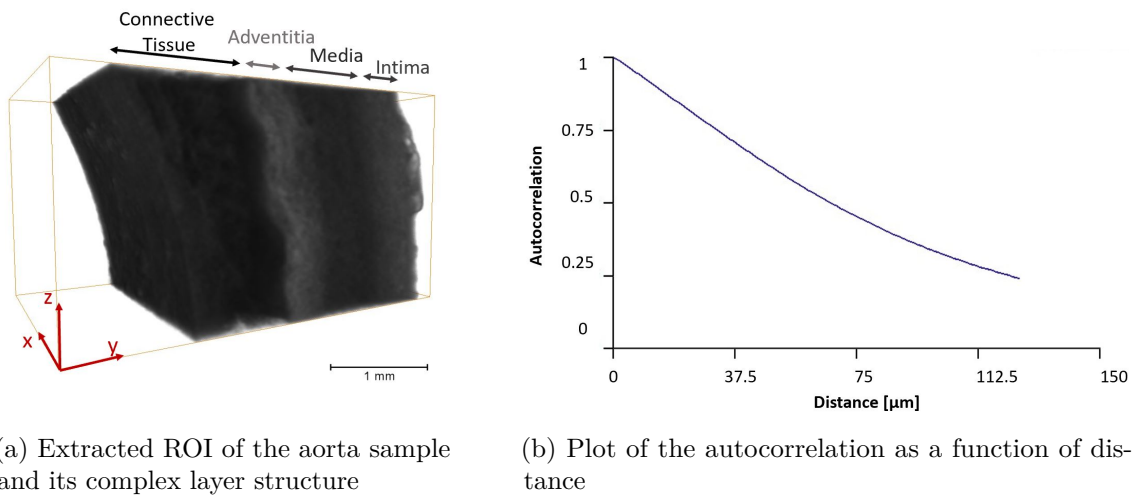 Connective
Tissue
Adventitia
Media
Intima
z
x
y
1 mm
Autocorrelation
1
0.75
0.5
0.25
0
0 37.5 75 112.5 150
Distance [µm]
a) Extracted ROI of the aorta sample
and its complex layer structure
(b) Plot of the autocorrelation as a function of dis-
tance